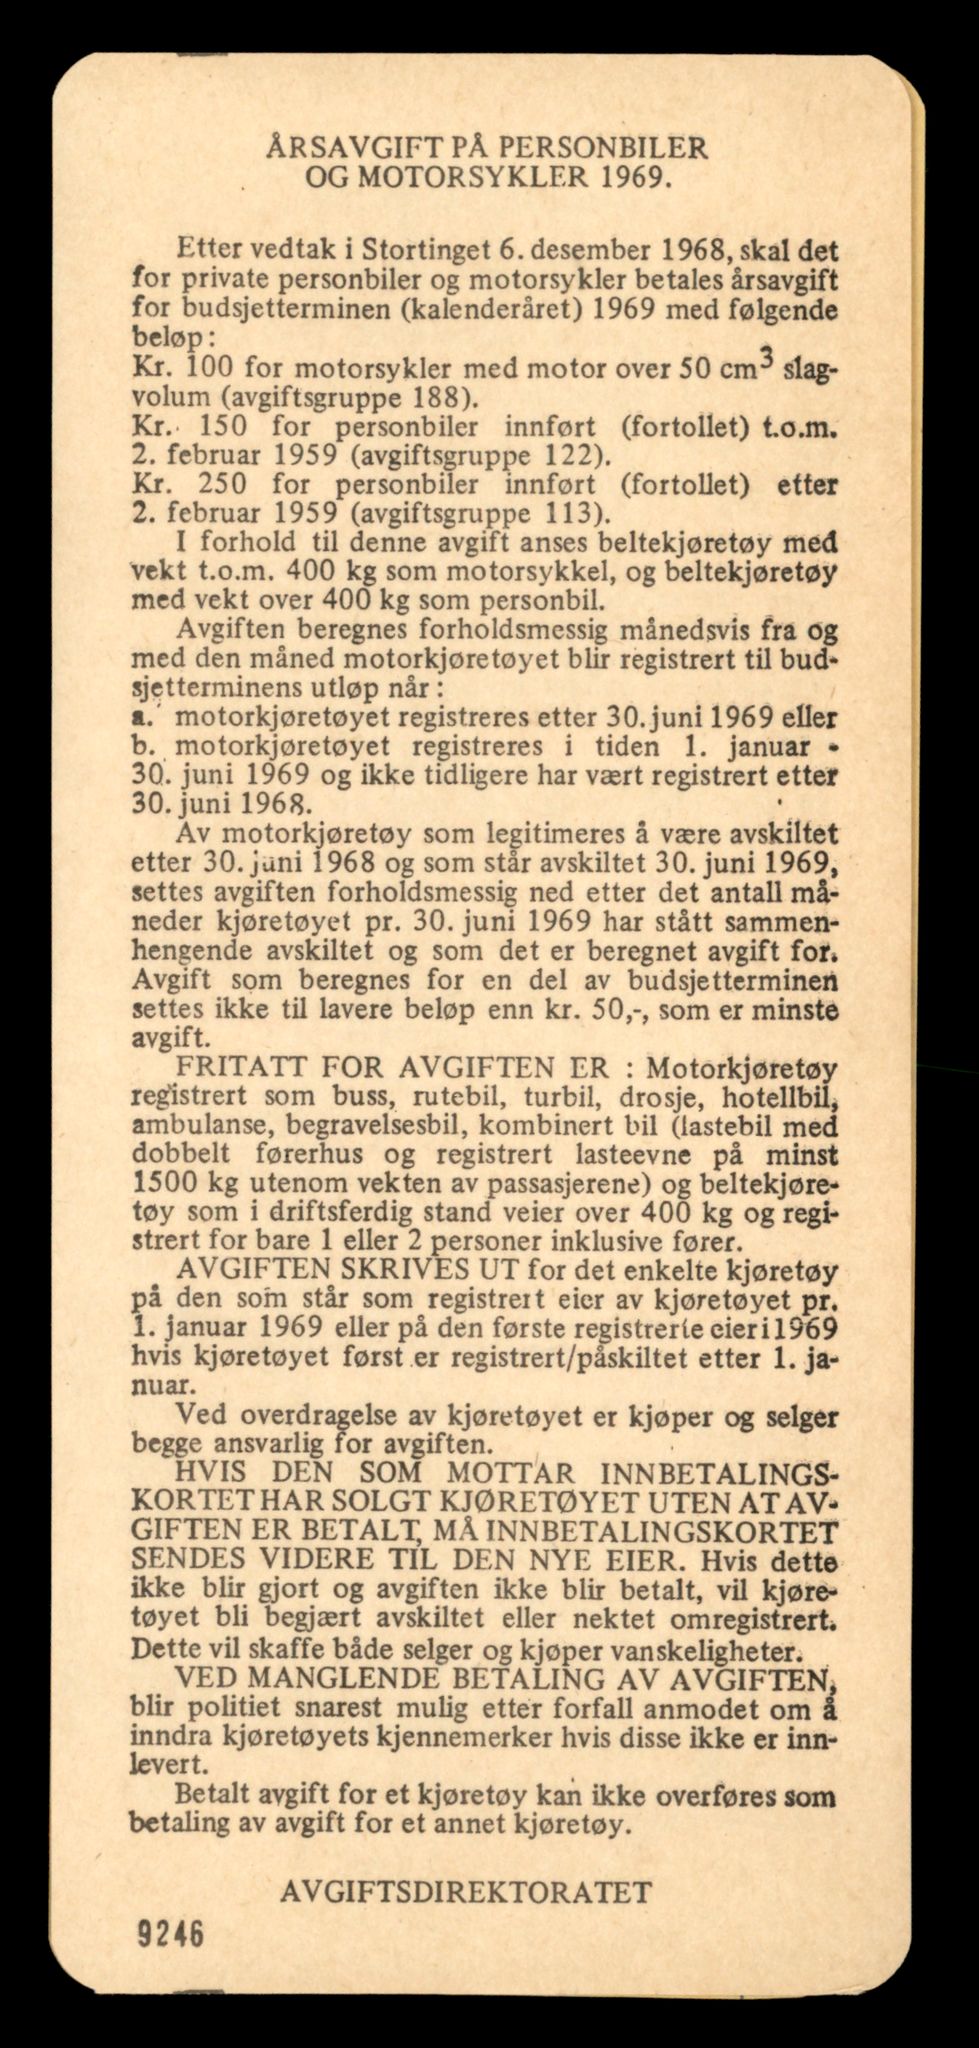 ÅRSAVGIFT PÅ PERSONBILER
OG MOTORSYKLER 1969.
Etter vedtak i Stortinget 6. desember 1968, skal det
for private personbiler og motorsykler betales årsavgift
for budsjetterminen (kalenderåret) 1969 med følgende
beløp:
Kr. 100 for motorsykler med motor over 50 cm³ slag-
volum (avgiftsgruppe 188).
Kr. 150 for personbiler innført (fortollet) t.o.m.
2. februar 1959 (avgiftsgruppe 122).
Kr. 250 for personbiler innført (fortollet) etter
2. februar 1959 (avgiftsgruppe 113).
I forhold til denne avgift anses beltekjøretøy med
vekt t.o.m. 400 kg som motorsykkel, og beltekjøretøy
med vekt over 400 kg som personbil.
Avgiften beregnes forholdsmessig månedsvis fra og
med den måned motorkjøretøyet blir registrert til bud-
sjetterminens utløp når:
a. motorkjøretøyet registreres etter 30. juni 1969 eller
b. motorkjøretøyet registreres i tiden 1. januar -
30. juni 1969 og ikke tidligere har vært registrert etter
30. juni 1968.
Av motorkjøretøy som legitimeres å være avskiltet
etter 30. juni 1968 og som står avskiltet 30. juni 1969,
settes avgiften forholdsmessig ned etter det antall må-
neder kjøretøyet pr. 30. juni 1969 har stått sammen-
hengende avskiltet og som det er beregnet avgift for.
Avgift som beregnes for en del av budsjetterminen
settes ikke til lavere beløp enn kr. 50,-, som er minste
avgift.
FRITATT FOR AVGIFTEN ER : Motorkjøretøy
registrert som buss, rutebil, turbil, drosje, hotellbil,
ambulanse, begravelsesbil, kombinert bil (lastebil med
dobbelt førerhus og registrert lasteevne på minst
1500 kg utenom vekten av passasjerene) og beltekjøre-
tøy som i driftsferdig stand veier over 400 kg og regi-
strert for bare 1 eller 2 personer inklusive fører.
AVGIFTEN SKRIVES UT for det enkelte kjøretøy
på den som står som registrert eier av kjøretøyet pr.
1. januar 1969 eller på den første registrerte eier i 1969
hvis kjøretøyet først er registrert/påskiltet etter 1. ja-
nuar.
Ved overdragelse av kjøretøyet er kjøper og selger
begge ansvarlig for avgiften.
HVIS DEN SOM MOTTAR INNBETALINGS-
KORTET HAR SOLGT KJØRETØYET UTEN AT AV-
GIFTEN ER BETALT, MÅ INNBETALINGSKORTET
SENDES VIDERE TIL DEN NYE EIER. Hvis dette
ikke blir gjort og avgiften ikke blir betalt, vil kjøre-
tøyet bli begjært avskiltet eller nektet omregistrert.
Dette vil skaffe både selger og kjøper vanskeligheter.
VED MANGLENDE BETALING AV AVGIFTEN,
blir politiet snarest mulig etter forfall anmodet om å
inndra kjøretøyets kjennemerker hvis disse ikke er inn-
levert.
Betalt avgift for et kjøretøy kan ikke overføres som
betaling av avgift for et annet kjøretøy.
AVGIFTSDIREKTORATET
9246